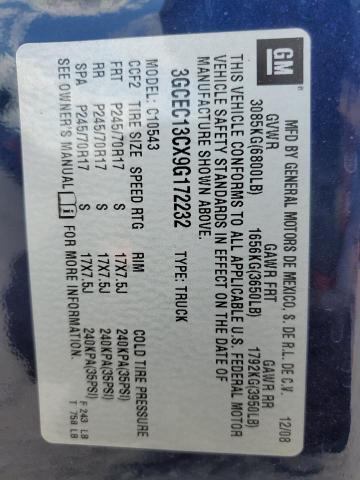 GM
MFD BY GENERAL MOTORS DE MEXICO, S. DE R.L. DE C.V. 12/08
GVWR GAWR FRT GAWR RR
3085KG(6800LB) 1656KG(3650LB) 1792KG(3950LB)
THIS VEHICLE CONFORMS TO ALL APPLICABLE U.S. FEDERAL MOTOR
VEHICLE SAFETY STANDARDS IN EFFECT ON THE DATE OF
MANUFACTURE SHOWN ABOVE.
3GCEC13CX9G172232 TYPE: TRUCK
MODEL: C10543
CCF2 TIRE SIZE SPEED RTG RIM COLD TIRE PRESSURE
FRT P245/70R17 S 17X7.5J 240KPA(35PSI)
RR P245/70R17 S 17X7.5J 240KPA(35PSI)
SPA P245/70R17 S 17X7.5J 240KPA(35PSI)
SEE OWNER'S MANUAL i FOR MORE INFORMATION. F 243 LB
T 758 LB